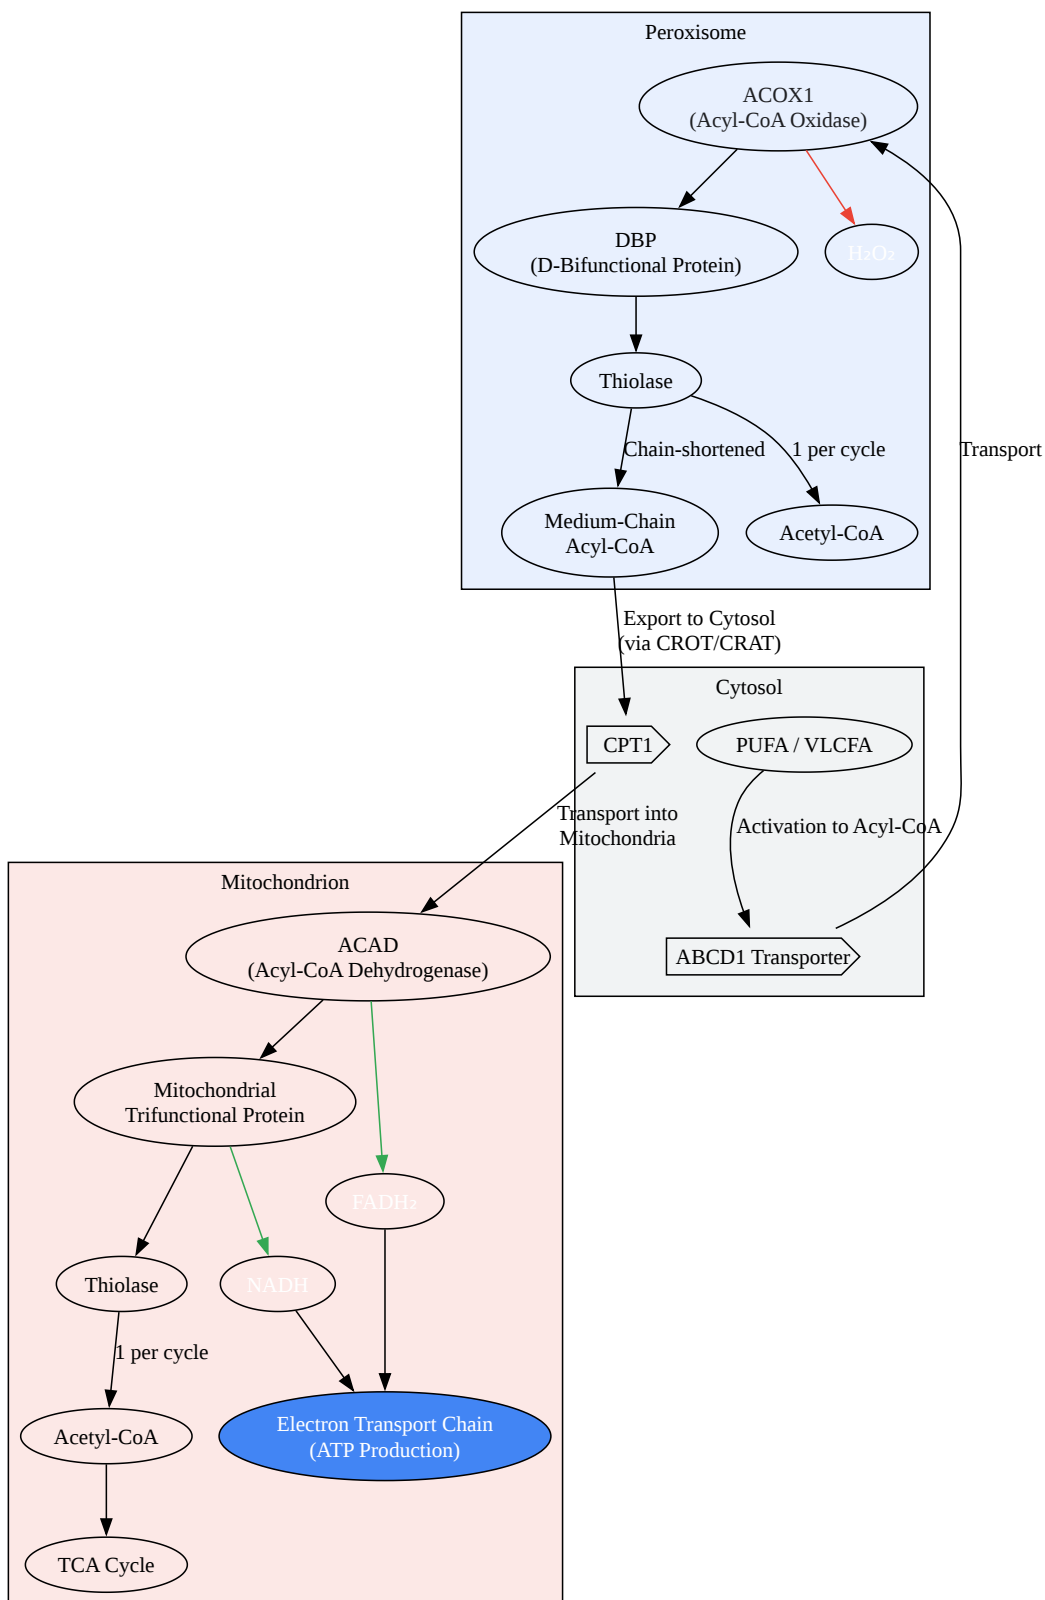 Peroxisome
ACOX1
(Acyl-CoA Oxidase)
DBP
(D-Bifunctional Protein)
H₂O₂
Thiolase
Chain-shortened
1 per cycle
Transport
Medium-Chain
Acyl-CoA
Acetyl-CoA
Export to Cytosol
(via CROT/CRAT)
Cytosol
CPT1
PUFA / VLCFA
Transport into
Mitochondria
Activation to Acyl-CoA
Mitochondrion
ACAD
(Acyl-CoA Dehydrogenase)
ABCD1 Transporter
Mitochondrial
Trifunctional Protein
FADH₂
Thiolase
NADH
1 per cycle
Acetyl-CoA
Electron Transport Chain
(ATP Production)
TCA Cycle